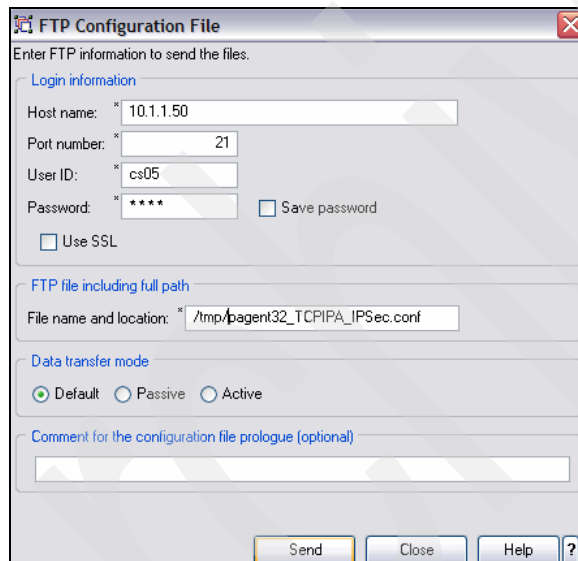 FTP Configuration File
Enter FTP information to send the files.
Login information
Host name: * 10.1.1.50
Port number: * 21
User ID: * cs05
Password: * **** Save password
Use SSL
FTP file including full path
File name and location: * /tmp/pagent32_TCPIPA_IPSec.conf
Data transfer mode
Default Passive Active
Comment for the configuration file prologue (optional)
Send Close Help ?